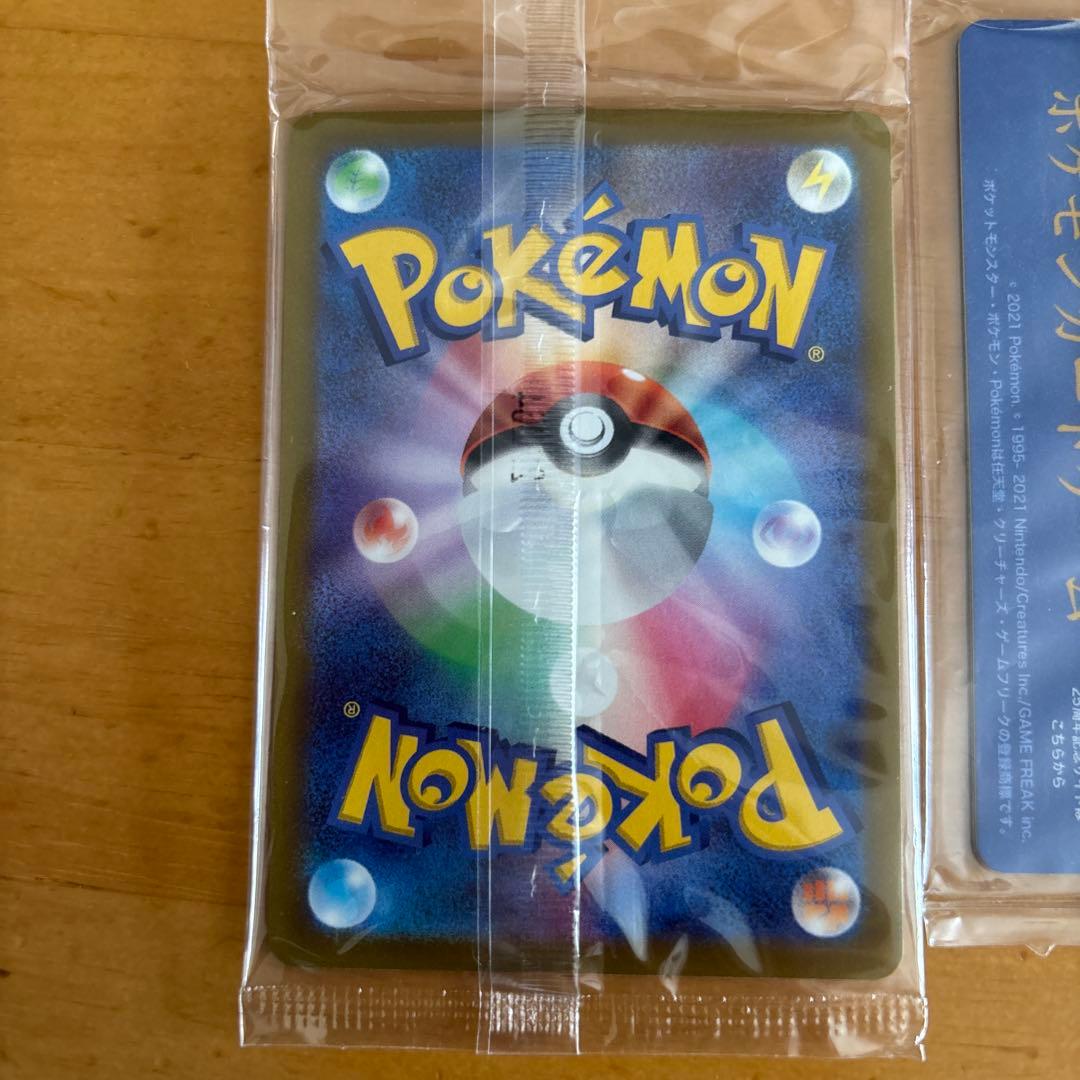 POKéMON
®
®
POKéMON
ポケモンカードゲーム
© 2021 Pokémon. © 1995- 2021 Nintendo/Creatures Inc./GAME FREAK inc.
ポケットモンスター・ポケモン・Pokémonは任天堂・クリーチャーズ・ゲームフリークの登録商標です。
こちらから